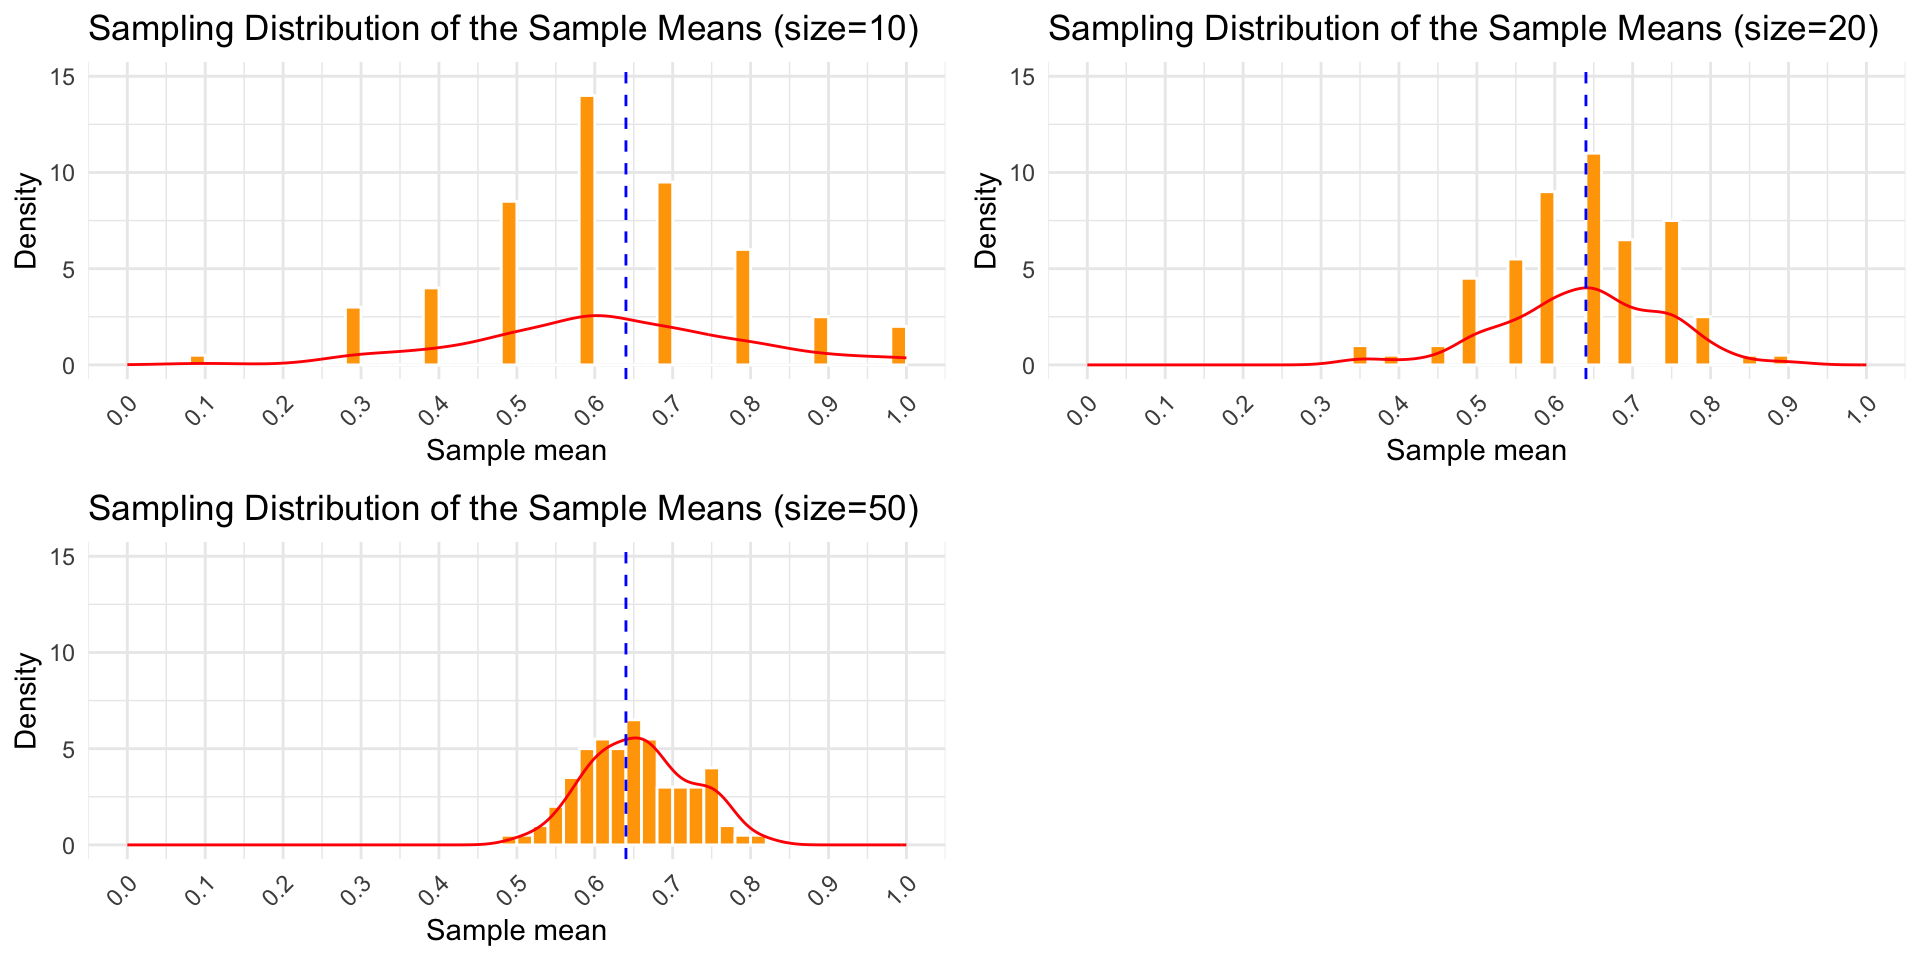 Sampling Distribution of the Sample Means (size=10)
15
10
5
0
Density
0.0 0.1 0.2 0.3 0.4 0.5 0.6 0.7 0.8 0.9 1.0
Sample mean
Sampling Distribution of the Sample Means (size=20)
15
10
5
0
Density
0.0 0.1 0.2 0.3 0.4 0.5 0.6 0.7 0.8 0.9 1.0
Sample mean
Sampling Distribution of the Sample Means (size=50)
15
10
5
0
Density
0.0 0.1 0.2 0.3 0.4 0.5 0.6 0.7 0.8 0.9 1.0
Sample mean